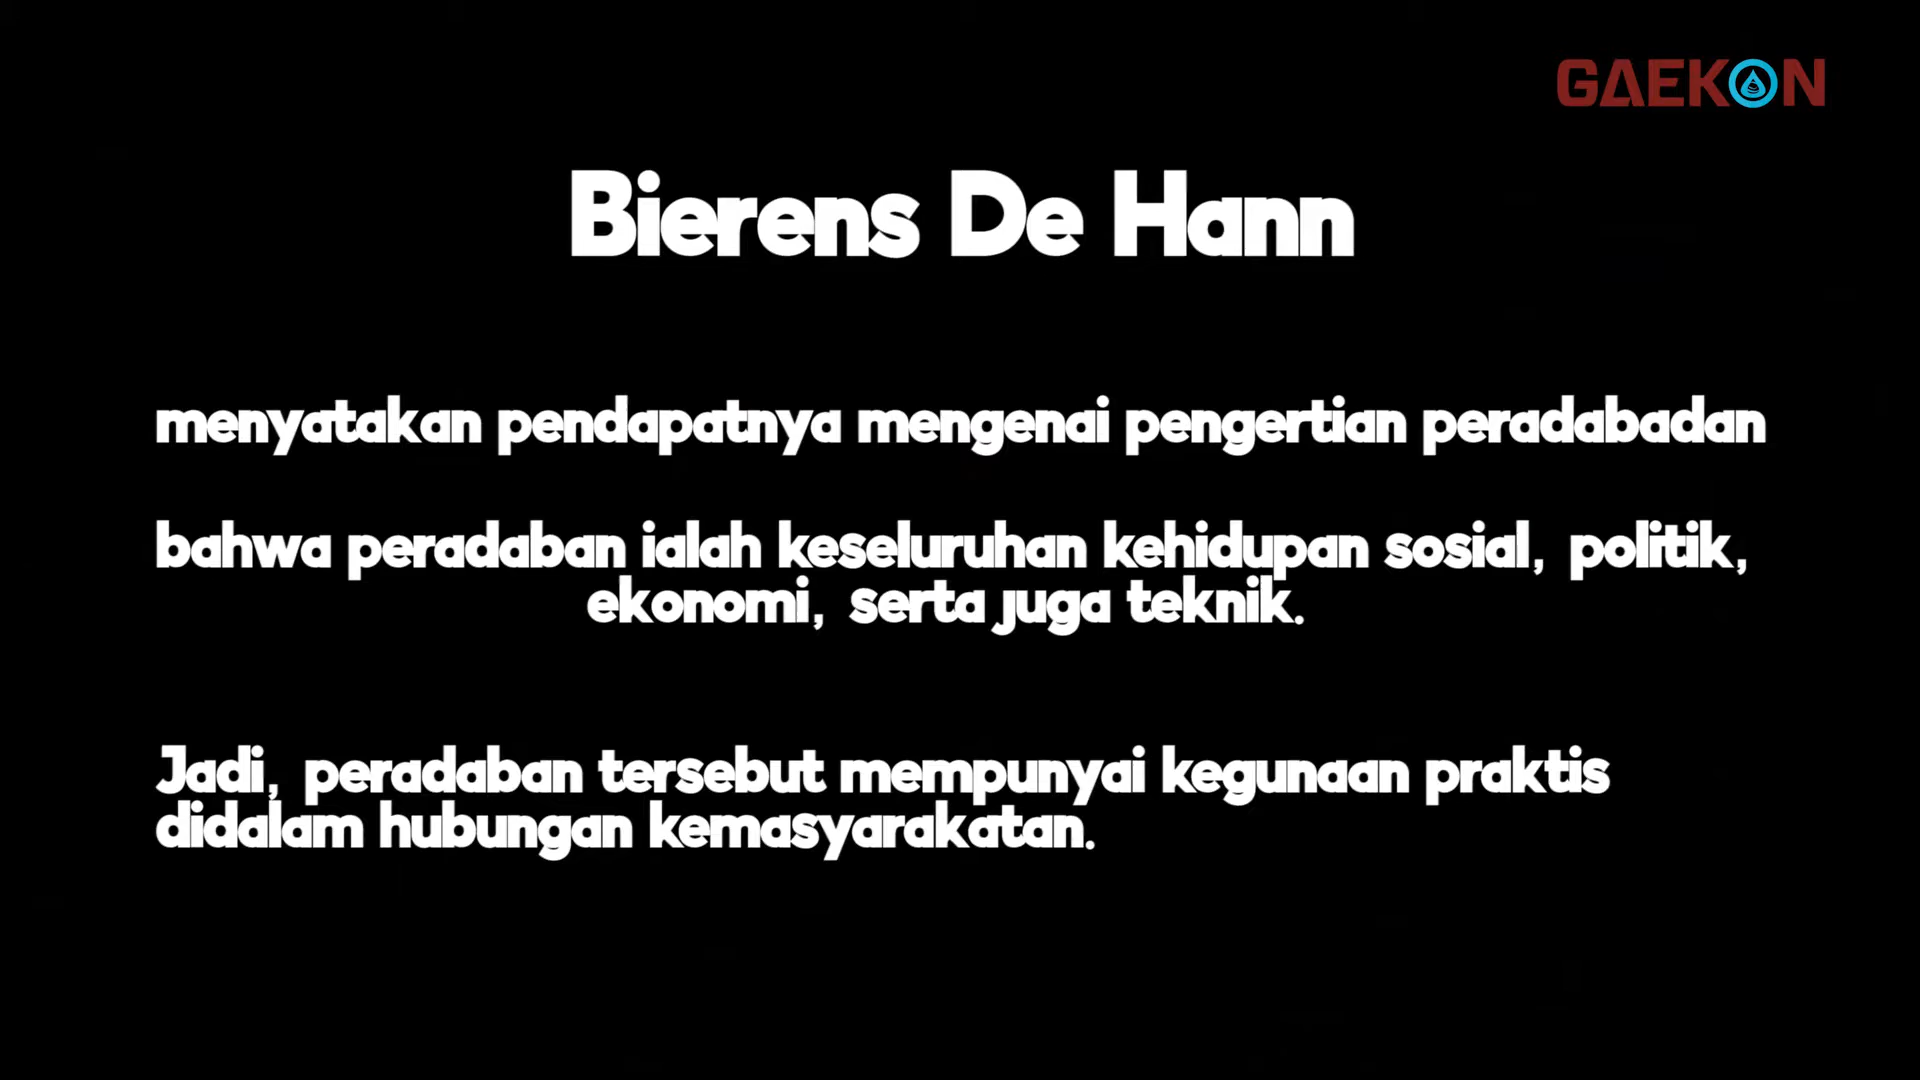 GAEKON
Bierens De Hann
menyatakan pendapatnya mengenai pengertian peradabadan
bahwa peradaban ialah keseluruhan kehidupan sosial, politik,
ekonomi, serta juga teknik.
Jadi, peradaban tersebut mempunyai kegunaan praktis
didalam hubungan kemasyarakatan.